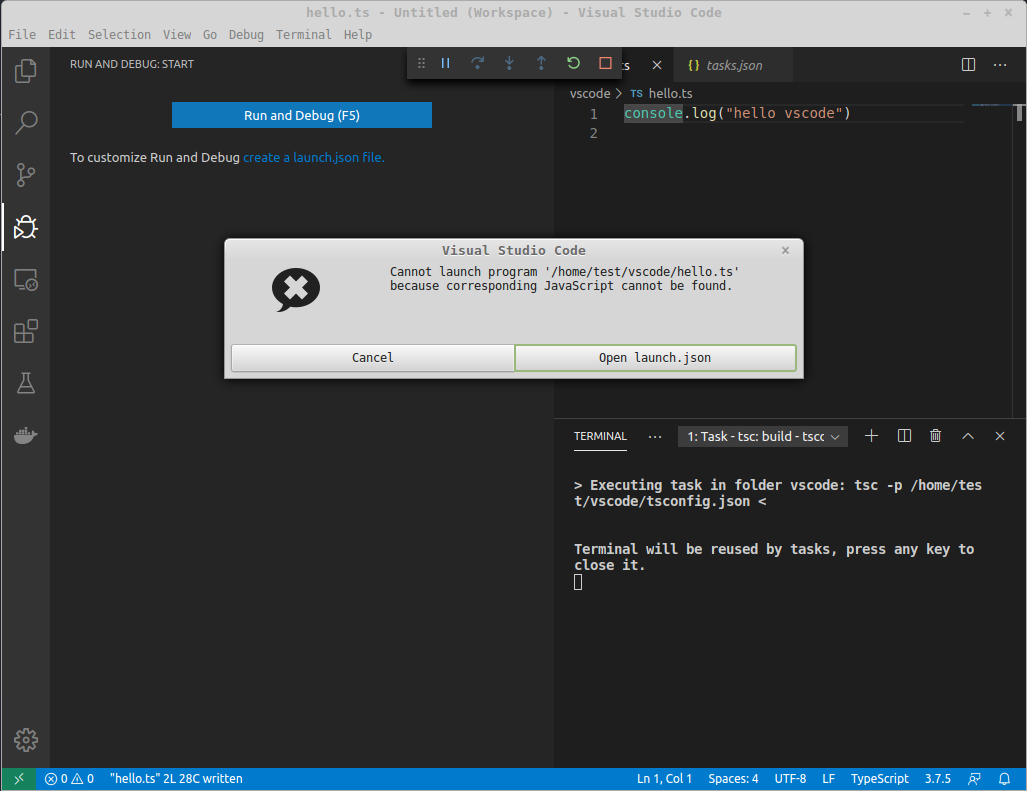 hello.ts - Untitled (Workspace) - Visual Studio Code
File Edit Selection View Go Debug Terminal Help
RUN AND DEBUG: START
ts
{} tasks.json
vscode > TS hello.ts
Run and Debug (F5)
1 console.log("hello vscode")
2
To customize Run and Debug create a launch.json file.
Visual Studio Code
Cannot launch program '/home/test/vscode/hello.ts'
because corresponding JavaScript cannot be found.
Cancel
Open launch.json
TERMINAL
1: Task - tsc: build - tscc
> Executing task in folder vscode: tsc -p /home/tes
t/vscode/tsconfig.json <
Terminal will be reused by tasks, press any key to
close it.
0 0 "hello.ts" 2L 28C written
Ln 1, Col 1 Spaces: 4 UTF-8 LF TypeScript 3.7.5